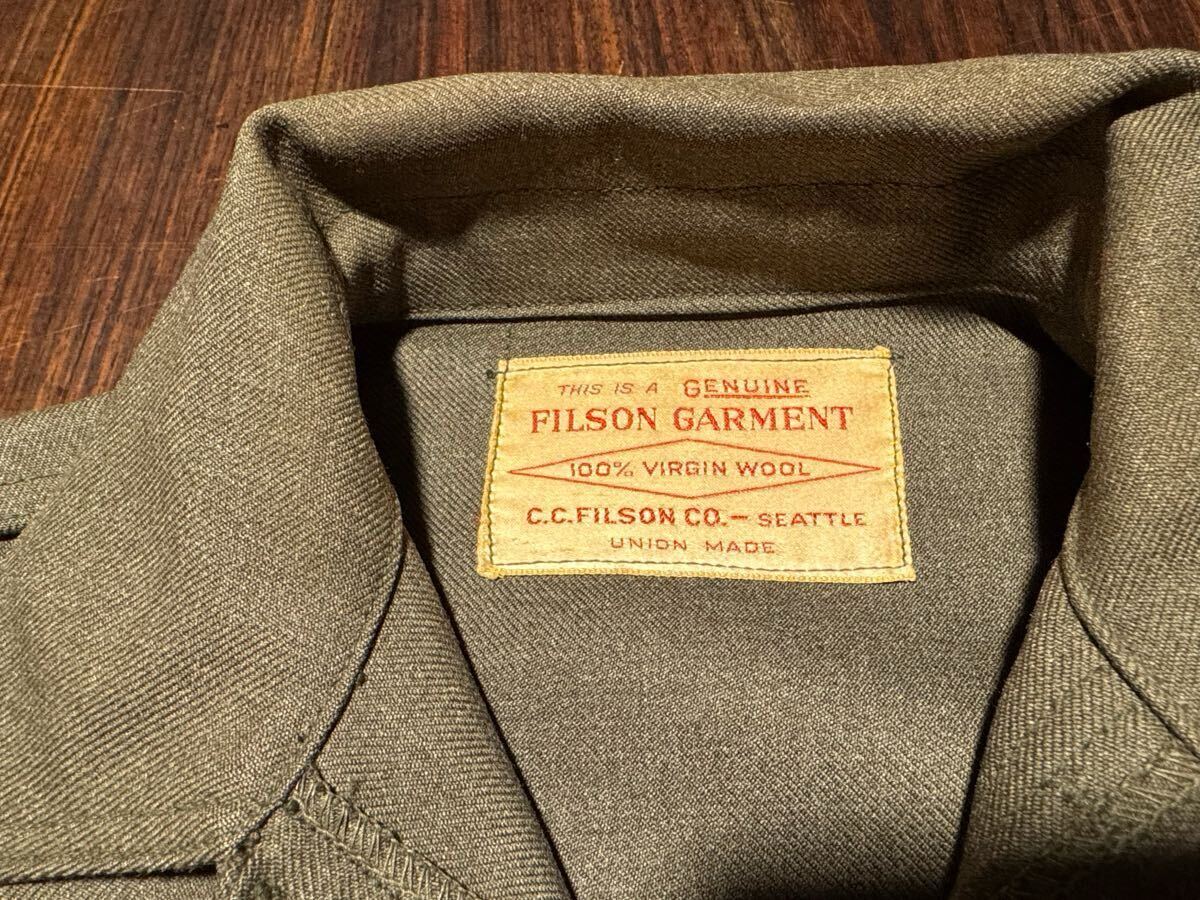 THIS IS A GENUINE
FILSON GARMENT
100% VIRGIN WOOL
C.C.FILSON CO.— SEATTLE
UNION MADE